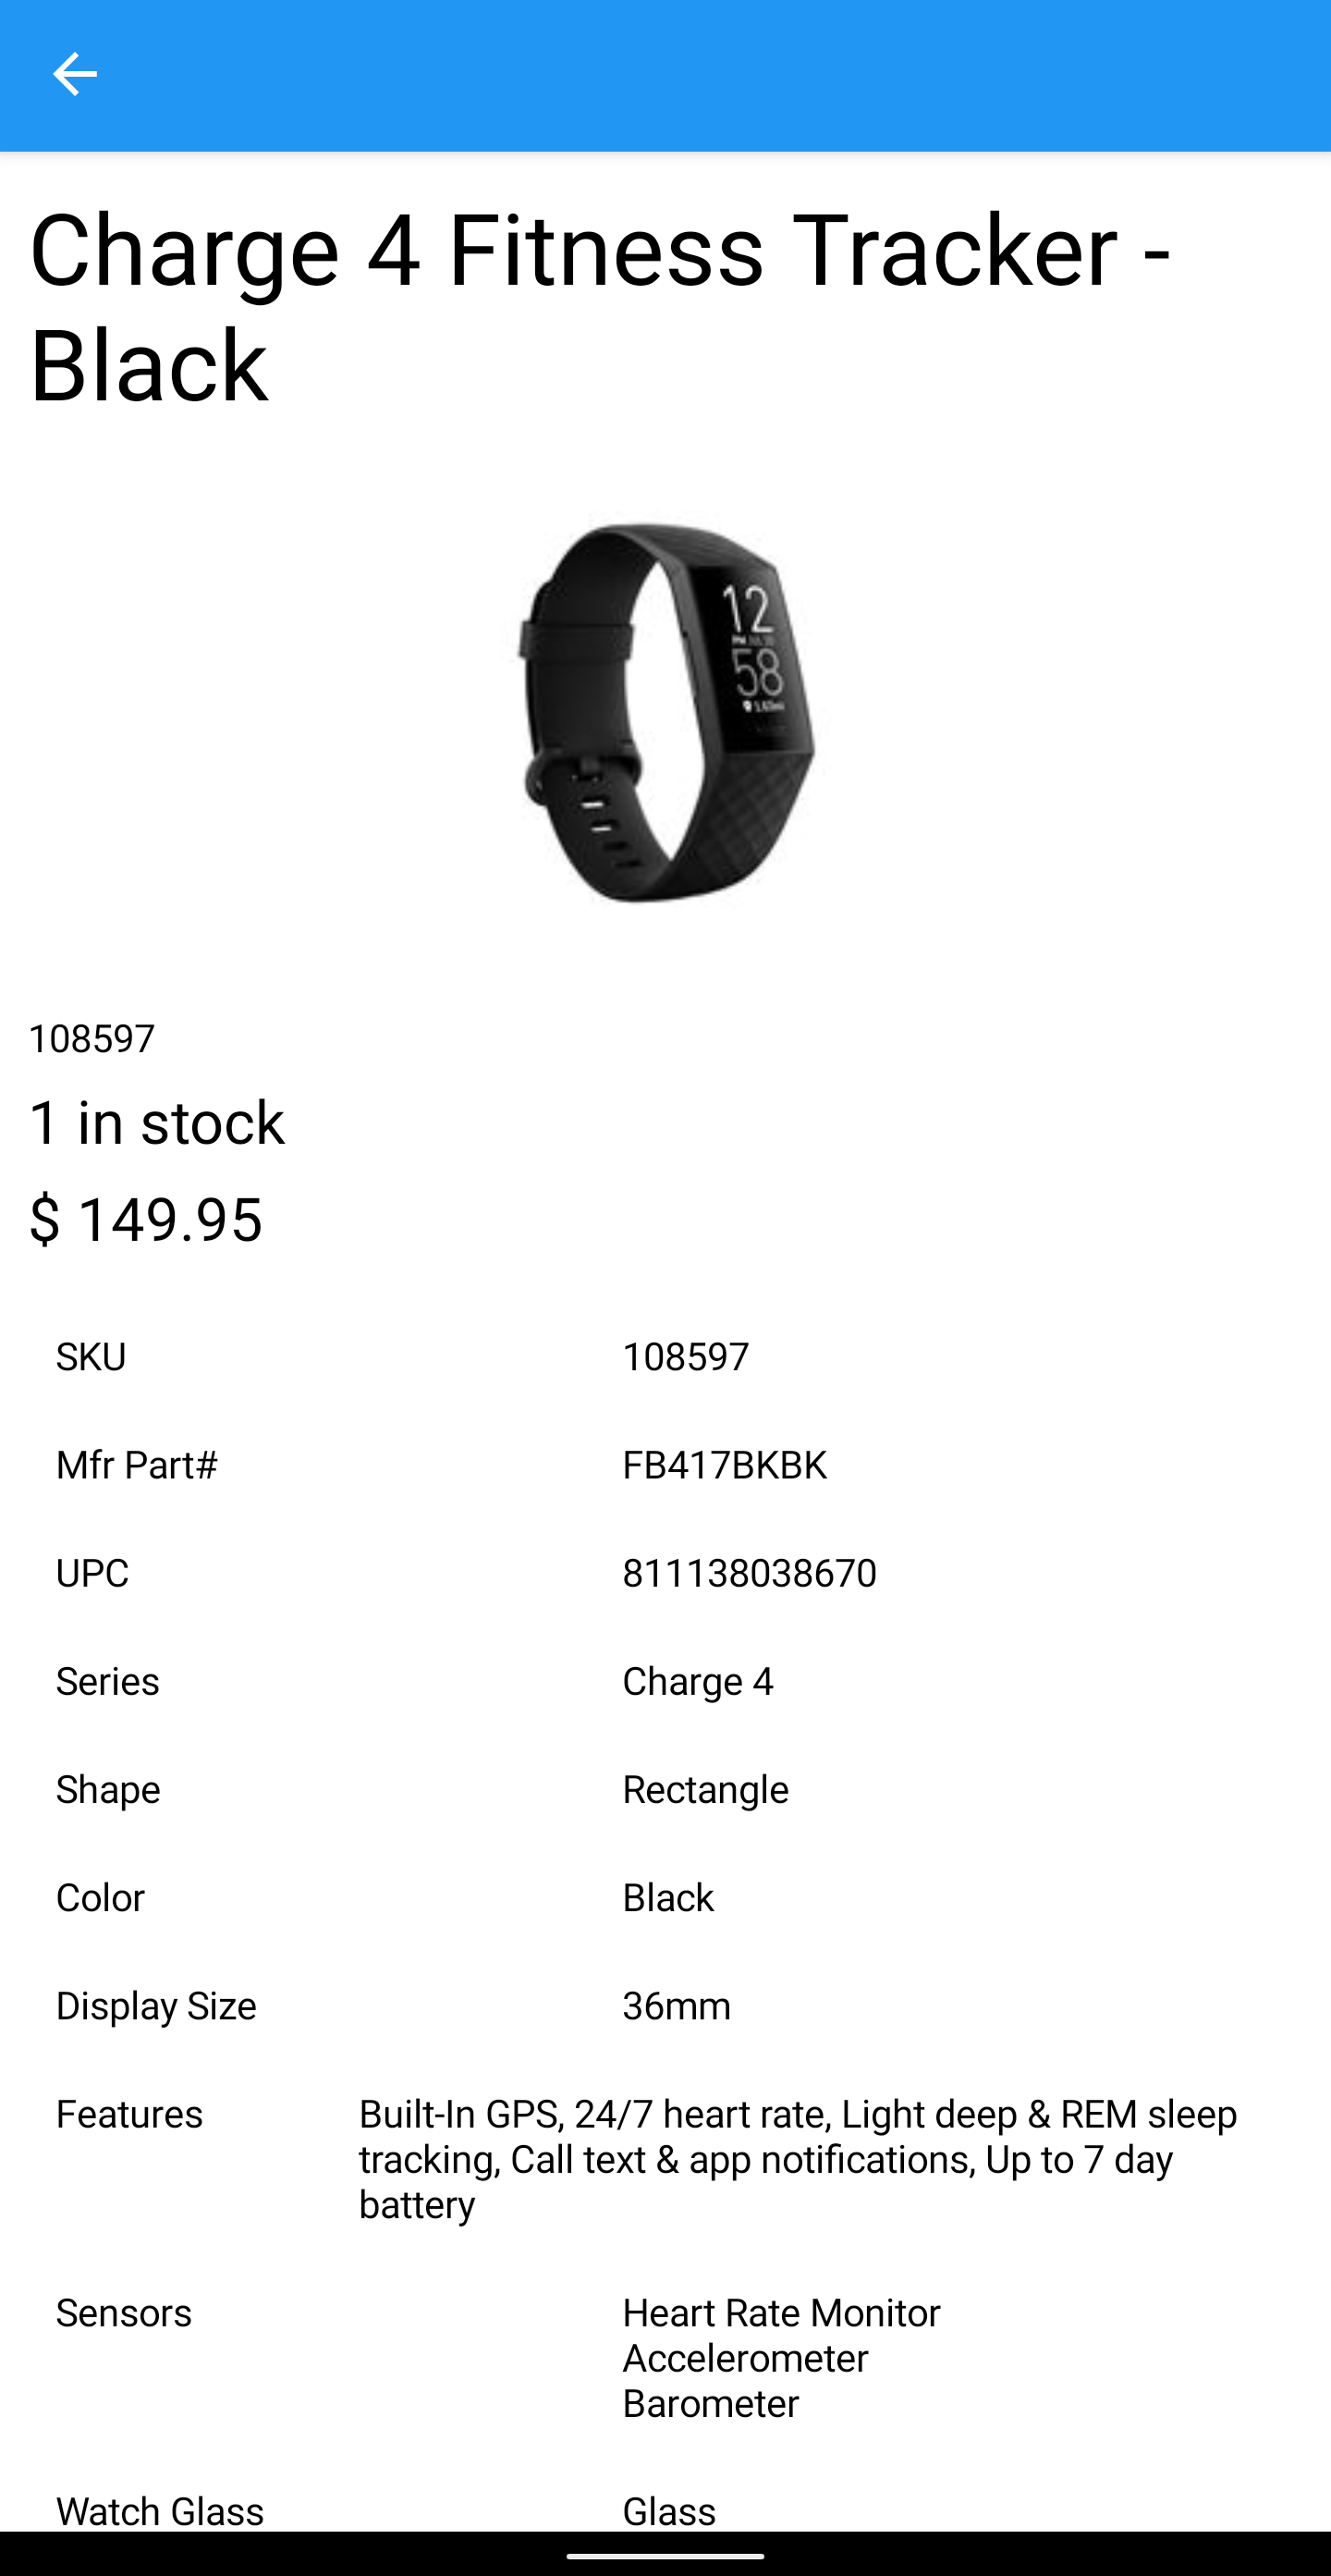 Charge 4 Fitness Tracker -
Black
12
58
108597
1 in stock
$ 149.95
SKU 108597
Mfr Part# FB417BKBK
UPC 811138038670
Series Charge 4
Shape Rectangle
Color Black
Display Size 36mm
Features Built-In GPS, 24/7 heart rate, Light deep & REM sleep
tracking, Call text & app notifications, Up to 7 day
battery
Sensors Heart Rate Monitor
Accelerometer
Barometer
Watch Glass Glass